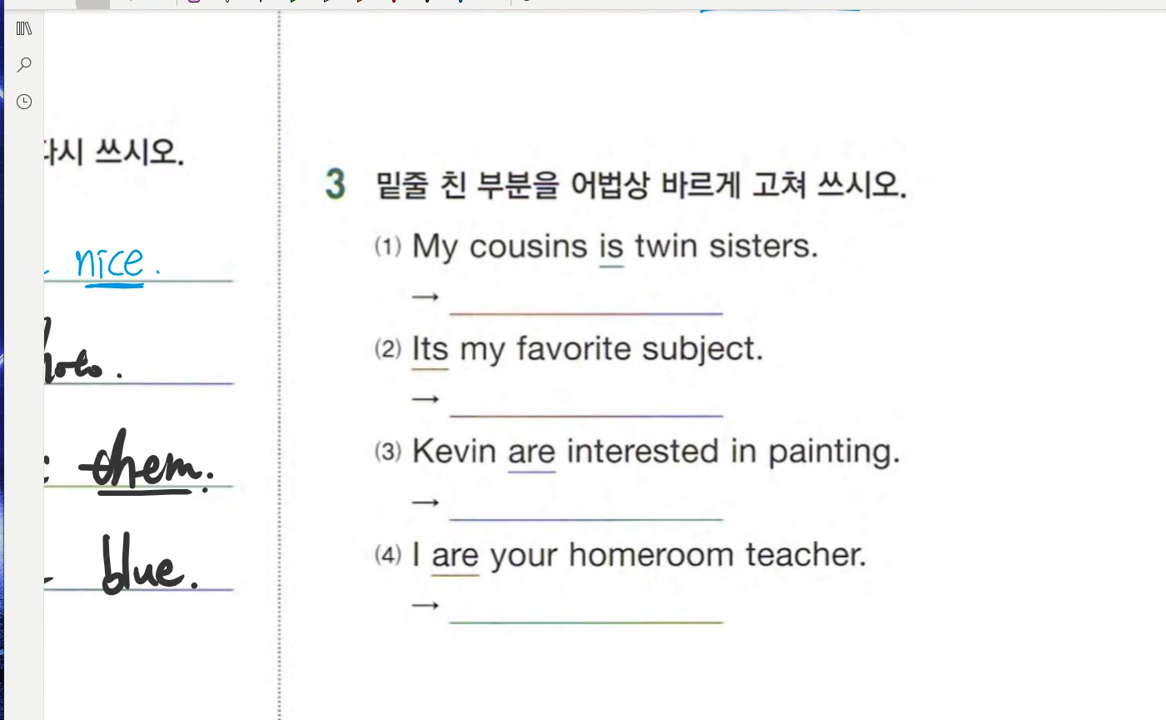 다시 쓰시오.
nice.
them.
blue.
3 밑줄 친 부분을 어법상 바르게 고쳐 쓰시오.
(1) My cousins is twin sisters.
→
(2) Its my favorite subject.
→
(3) Kevin are interested in painting.
→
(4) I are your homeroom teacher.
→